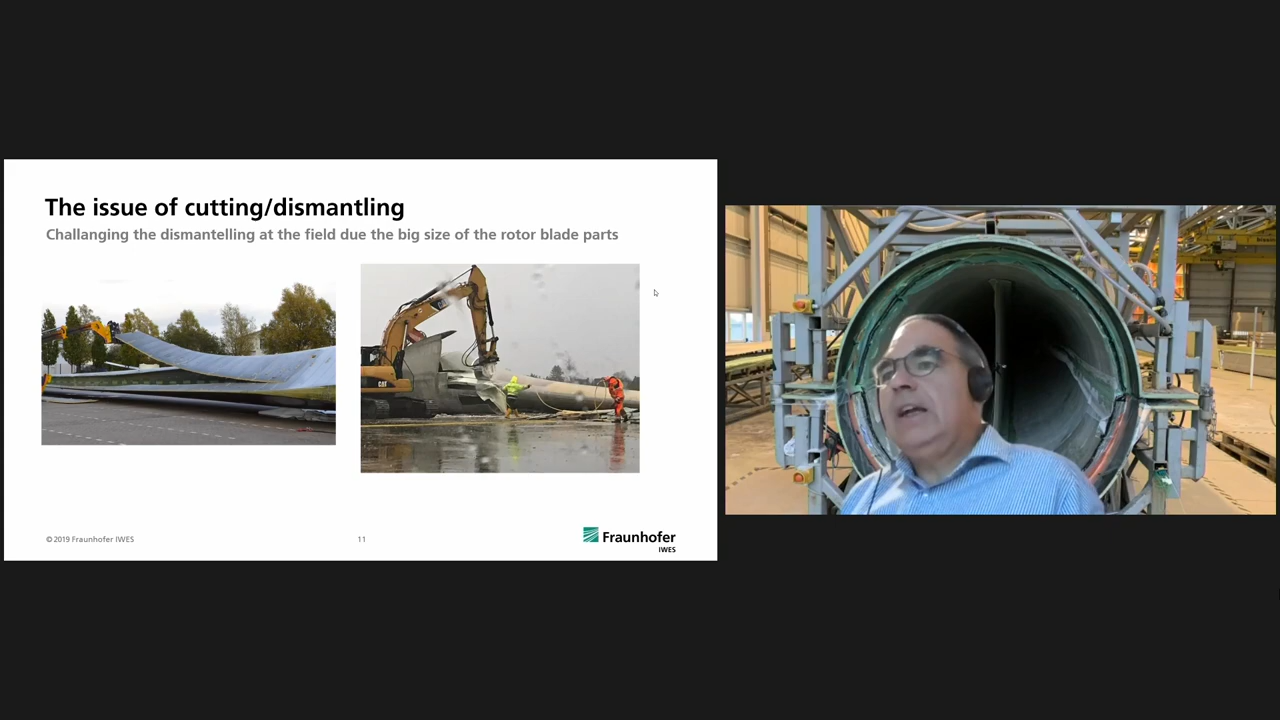 The issue of cutting/dismantling
Challanging the dismantelling at the field due the big size of the rotor blade parts
CAT
© 2019 Fraunhofer IWES
11
Fraunhofer
IWES